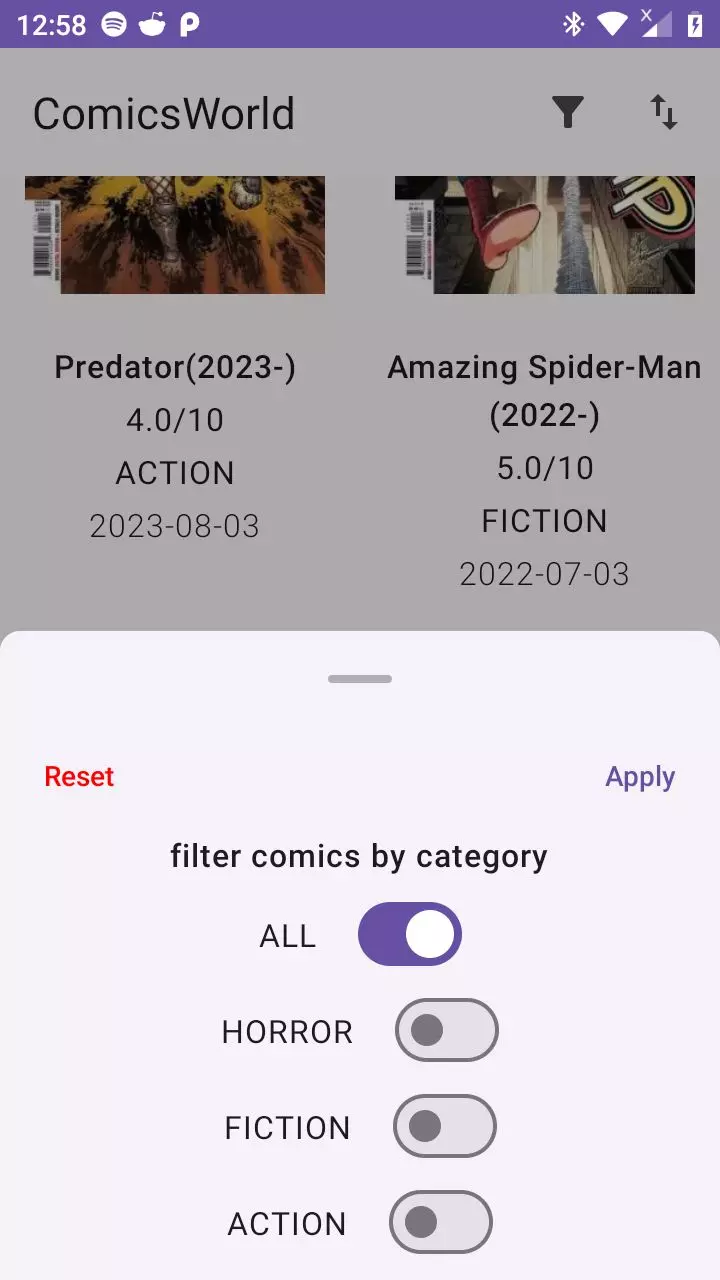 12:58
ComicsWorld
Predator(2023-)
4.0/10
ACTION
2023-08-03
Amazing Spider-Man
(2022-)
5.0/10
FICTION
2022-07-03
Reset
Apply
filter comics by category
ALL
HORROR
FICTION
ACTION